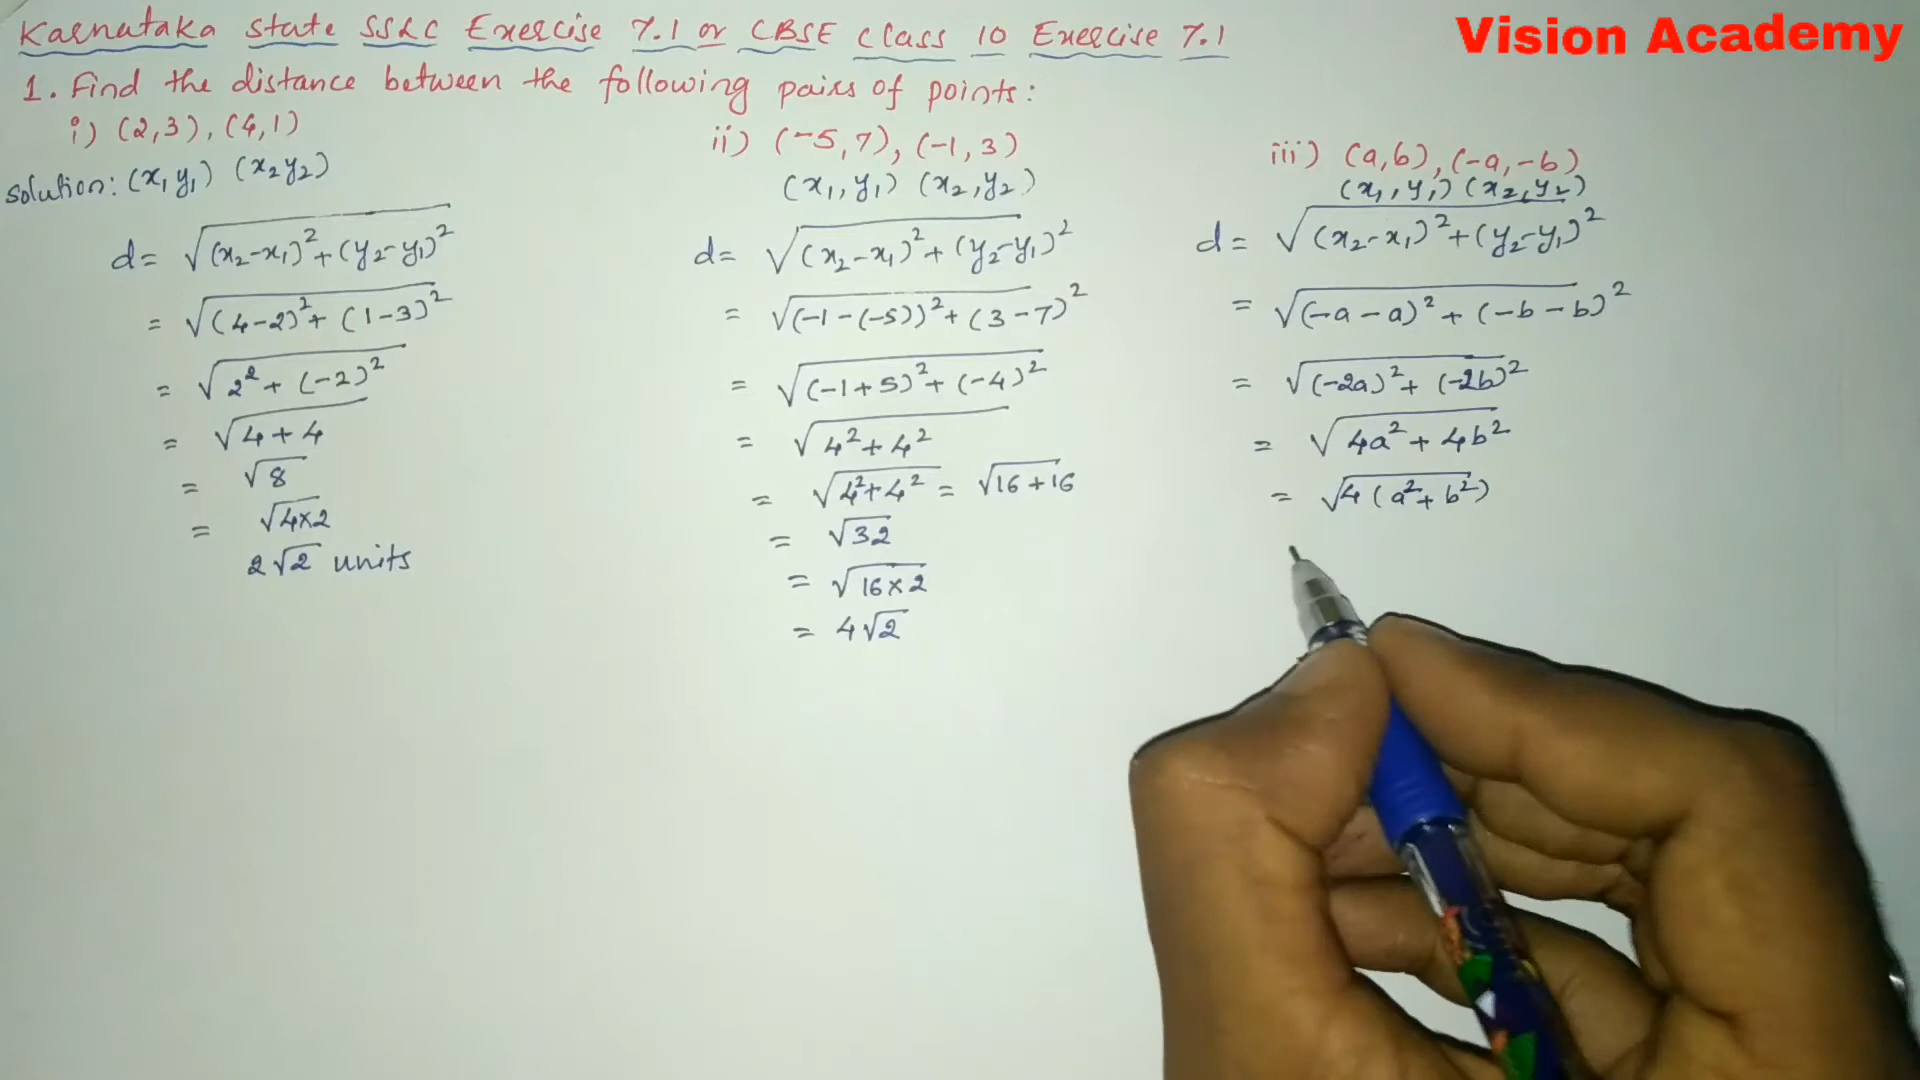 Karnataka State SSLC Exercise 7.1 or CBSE Class 10 Exercise 7.1
Vision Academy
1. Find the distance between the following pairs of points:
i) (2,3), (4,1)
solution: (x₁ y₁) (x₂ y₂)
d = √(x₂-x₁)²+(y₂-y₁)²
= √(4-2)²+(1-3)²
= √2²+(-2)²
= √4+4
= √8
= √4×2
2√2 units
ii) (-5,7), (-1,3)
(x₁,y₁) (x₂,y₂)
d = √(x₂-x₁)²+(y₂-y₁)²
= √(-1-(-5))²+(3-7)²
= √(-1+5)²+(-4)²
= √4²+4²
= √4²+4² = √16+16
= √32
= √16×2
= 4√2
iii) (a,b), (-a,-b)
(x₁,y₁) (x₂,y₂)
d = √(x₂-x₁)²+(y₂-y₁)²
= √(-a-a)²+(-b-b)²
= √(-2a)²+(-2b)²
= √4a²+4b²
= √4(a²+b²)